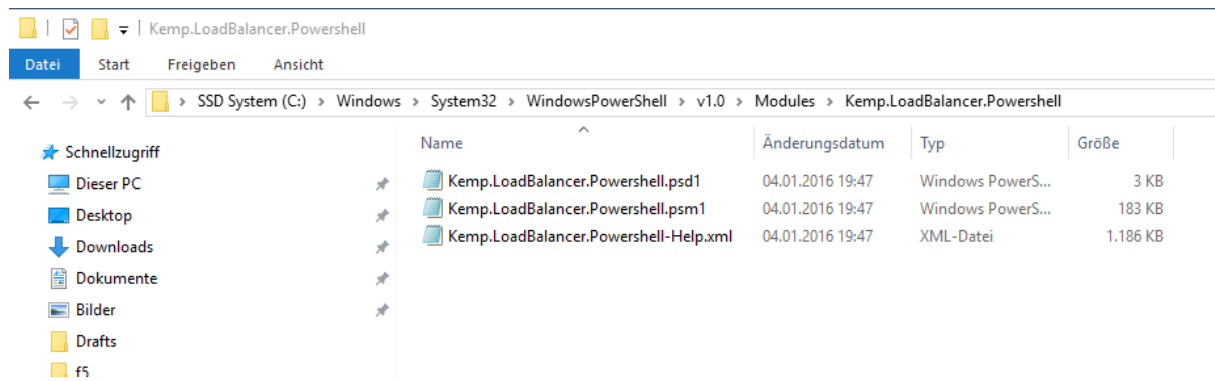 Kemp.LoadBalancer.Powershell
Datei Start Freigeben Ansicht
SSD System (C:) > Windows > System32 > WindowsPowerShell > v1.0 > Modules > Kemp.LoadBalancer.Powershell
Name Änderungsdatum Typ Größe
Schnellzugriff
Kemp.LoadBalancer.Powershell.psd1 04.01.2016 19:47 Windows PowerS... 3 KB
Dieser PC
Kemp.LoadBalancer.Powershell.psm1 04.01.2016 19:47 Windows PowerS... 183 KB
Desktop
Kemp.LoadBalancer.Powershell-Help.xml 04.01.2016 19:47 XML-Datei 1.186 KB
Downloads
Dokumente
Bilder
Drafts
f5